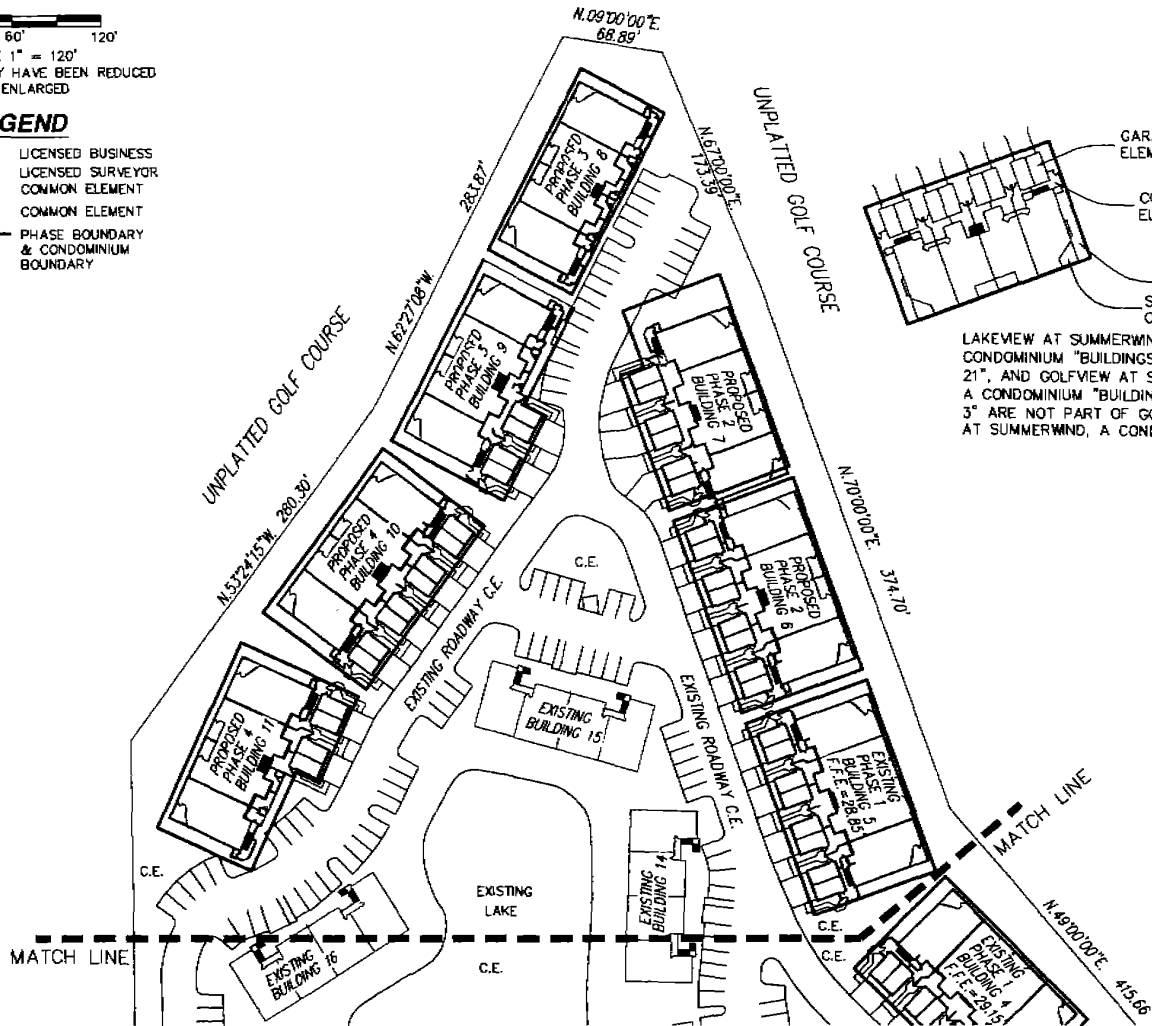 60' 120'
1" = 120'
HAVE BEEN REDUCED
ENLARGED
GEND
LICENSED BUSINESS
LICENSED SURVEYOR
COMMON ELEMENT
COMMON ELEMENT
PHASE BOUNDARY
& CONDOMINIUM
BOUNDARY
N.09°00'00"E.
68.89'
UNPLATTED GOLF COURSE
N.67°00'00"E.
173.39'
283.87'
N.62°27'08"W.
UNPLATTED GOLF COURSE
N.53°24'15"W. 280.30'
PROPOSED
PHASE 3
BUILDING 8
PROPOSED
PHASE 3
BUILDING 9
PROPOSED
PHASE 4
BUILDING 10
PROPOSED
PHASE 4
BUILDING 11
PROPOSED
PHASE 2
BUILDING 7
PROPOSED
PHASE 2
BUILDING 6
EXISTING
PHASE 1
BUILDING 5
F.F.E.=28.85'
EXISTING
PHASE 1
BUILDING 4
F.F.E.=29.15'
N.70°00'00"E. 374.70'
N.49°00'00"E. 415.66
GAR
ELEM
CO
EL
S
C
LAKEVIEW AT SUMMERWIN
CONDOMINIUM "BUILDINGS
21", AND GOLFVIEW AT S
A CONDOMINIUM "BUILDIN
3" ARE NOT PART OF GO
AT SUMMERWIND, A CON
C.E.
EXISTING ROADWAY C.E.
EXISTING ROADWAY C.E.
EXISTING
BUILDING 15
EXISTING
BUILDING 14
EXISTING
BUILDING 16
EXISTING
LAKE
C.E.
C.E.
C.E.
C.E.
MATCH LINE
MATCH LINE